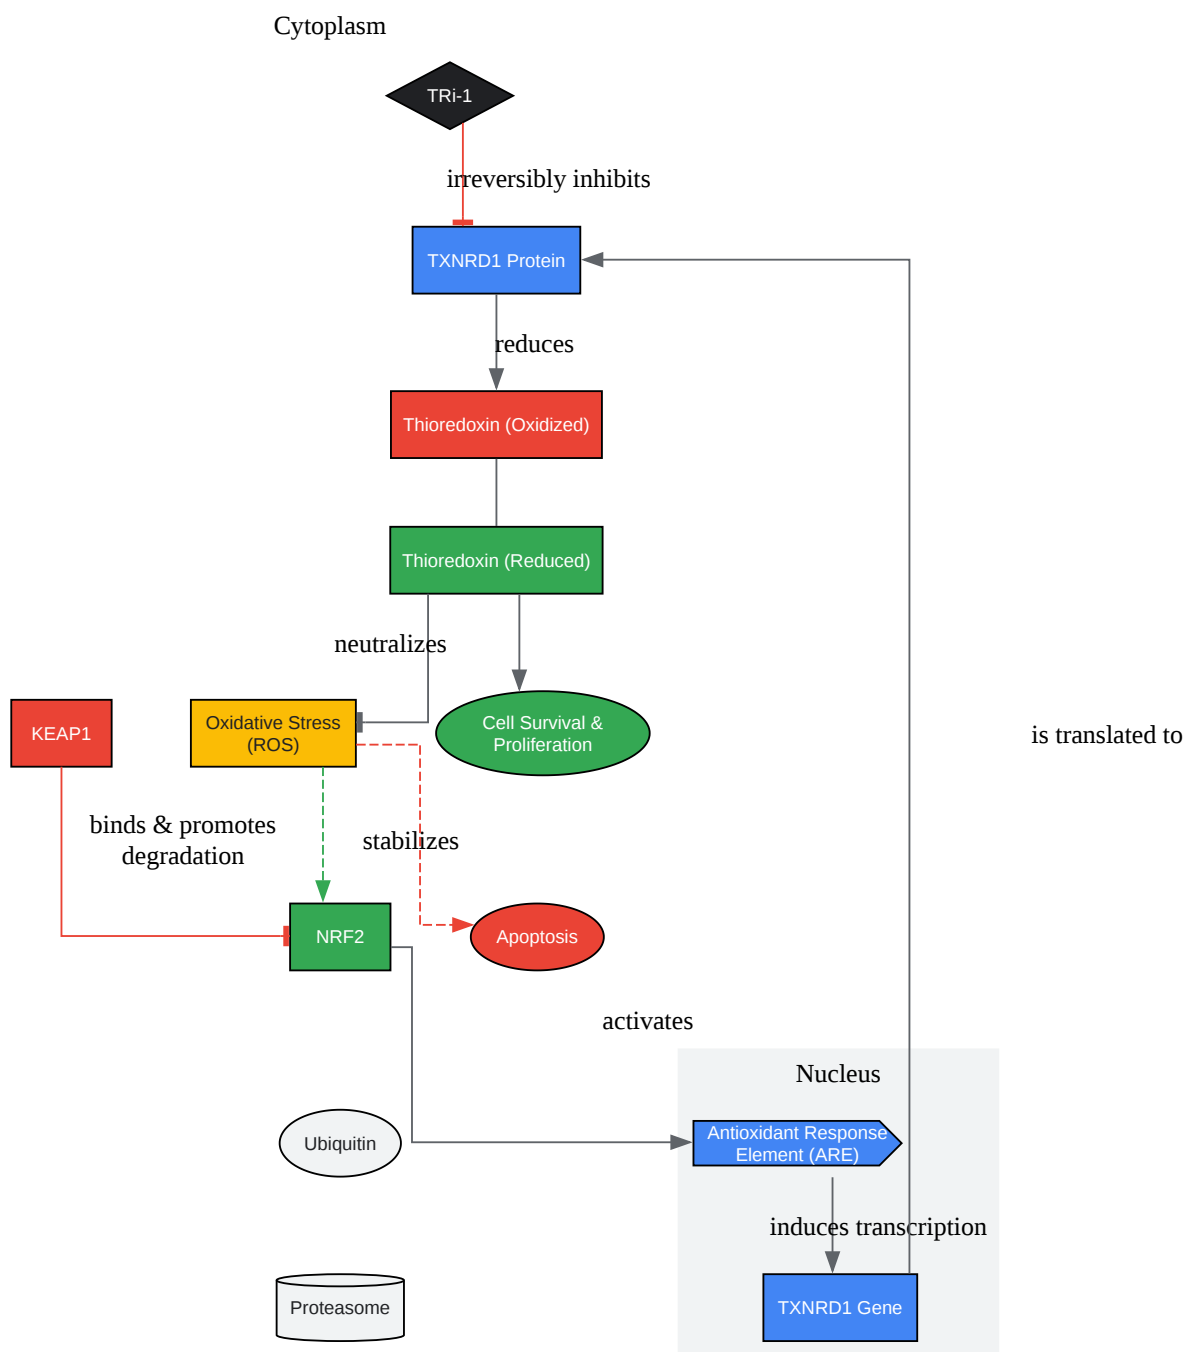 Cytoplasm
TRi-1
irreversibly inhibits
TXNRD1 Protein
reduces
Thioredoxin (Oxidized)
Thioredoxin (Reduced)
neutralizes
KEAP1
Oxidative Stress
(ROS)
Cell Survival &
Proliferation
is translated to
binds & promotes
degradation
stabilizes
NRF2
Apoptosis
activates
Nucleus
Ubiquitin
Antioxidant Response
Element (ARE)
induces transcription
Proteasome
TXNRD1 Gene